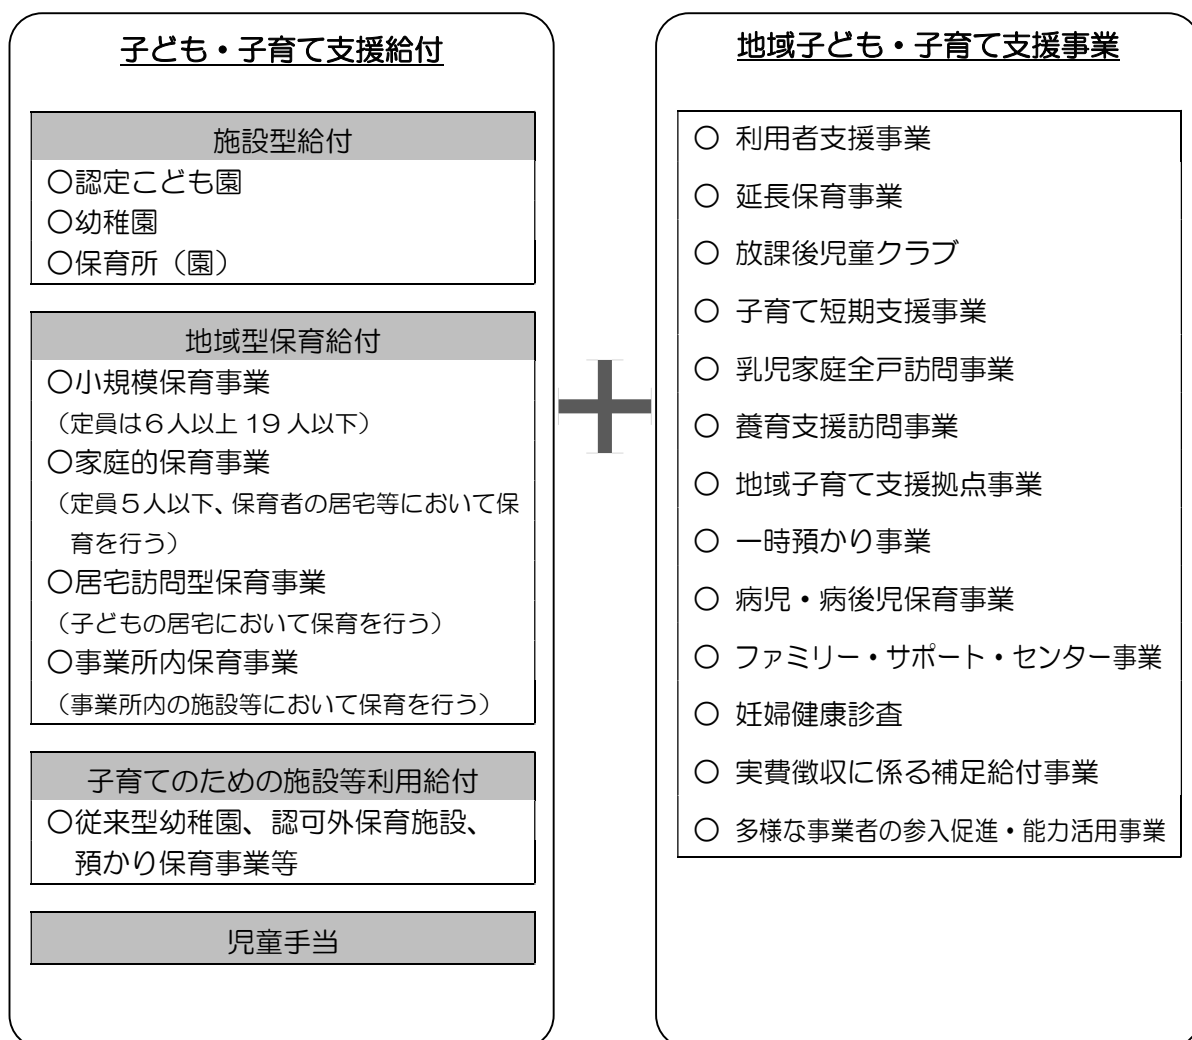 子ども・子育て支援給付
施設型給付
〇認定こども園
〇幼稚園
〇保育所（園）
地域型保育給付
〇小規模保育事業
（定員は６人以上 19 人以下）
〇家庭的保育事業
（定員５人以下、保育者の居宅等において保
育を行う）
〇居宅訪問型保育事業
（子どもの居宅において保育を行う）
〇事業所内保育事業
（事業所内の施設等において保育を行う）
子育てのための施設等利用給付
〇従来型幼稚園、認可外保育施設、
預かり保育事業等
児童手当
地域子ども・子育て支援事業
〇 利用者支援事業
〇 延長保育事業
〇 放課後児童クラブ
〇 子育て短期支援事業
〇 乳児家庭全戸訪問事業
〇 養育支援訪問事業
〇 地域子育て支援拠点事業
〇 一時預かり事業
〇 病児・病後児保育事業
〇 ファミリー・サポート・センター事業
〇 妊婦健康診査
〇 実費徴収に係る補足給付事業
〇 多様な事業者の参入促進・能力活用事業